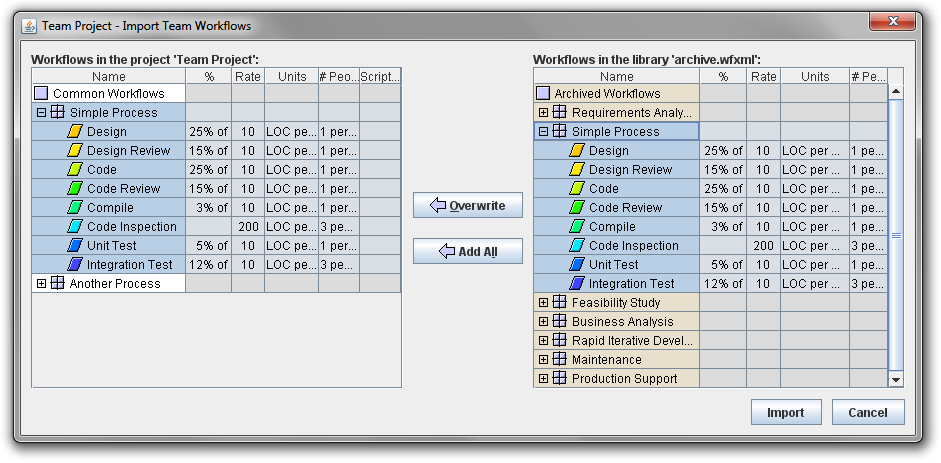 Team Project - Import Team Workflows
Workflows in the project 'Team Project':
Name % Rate Units # Peo... Script...
Common Workflows
Simple Process
Design 25% of 10 LOC pe... 1 per...
Design Review 15% of 10 LOC pe... 1 per...
Code 25% of 10 LOC pe... 1 per...
Code Review 15% of 10 LOC pe... 1 per...
Compile 3% of 10 LOC pe... 1 per...
Code Inspection 200 LOC pe... 3 pe...
Unit Test 5% of 10 LOC pe... 1 per...
Integration Test 12% of 10 LOC pe... 3 pe...
Another Process
Overwrite
Add All
Workflows in the library 'archive.wfxml':
Name % Rate Units # Pe...
Archived Workflows
Requirements Analy...
Simple Process
Design 25% of 10 LOC per ... 1 pe...
Design Review 15% of 10 LOC per ... 1 pe...
Code 25% of 10 LOC per ... 1 pe...
Code Review 15% of 10 LOC per ... 1 pe...
Compile 3% of 10 LOC per ... 1 pe...
Code Inspection 200 LOC per ... 3 pe...
Unit Test 5% of 10 LOC per ... 1 pe...
Integration Test 12% of 10 LOC per ... 3 pe...
Feasibility Study
Business Analysis
Rapid Iterative Devel...
Maintenance
Production Support
Import Cancel